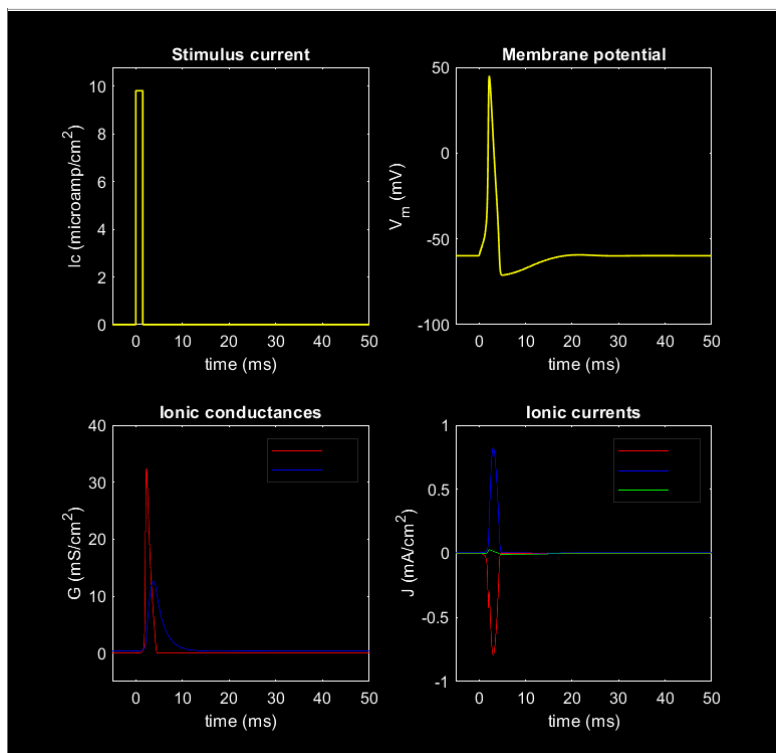 Stimulus current
10
8
6
4
2
0
Ic (microamp/cm²)
0 10 20 30 40 50
time (ms)
Membrane potential
50
0
-50
-100
Vₘ (mV)
0 10 20 30 40 50
time (ms)
Ionic conductances
40
30
20
10
0
G (mS/cm²)
0 10 20 30 40 50
time (ms)
Ionic currents
1
0.5
0
-0.5
-1
J (mA/cm²)
0 10 20 30 40 50
time (ms)